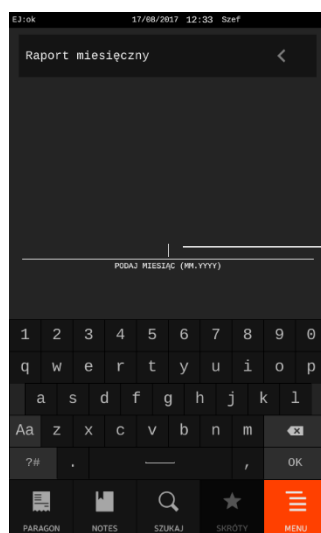 EJ:ok 17/08/2017 12:33 Szef
Raport miesięczny
PODAJ MIESIĄC (MM.YYYY)
1 2 3 4 5 6 7 8 9 0
q w e r t y u i o p
a s d f g h j k l
Aa z x c v b n m
?# . , OK
PARAGON NOTES SZUKAJ SKRÓTY MENU